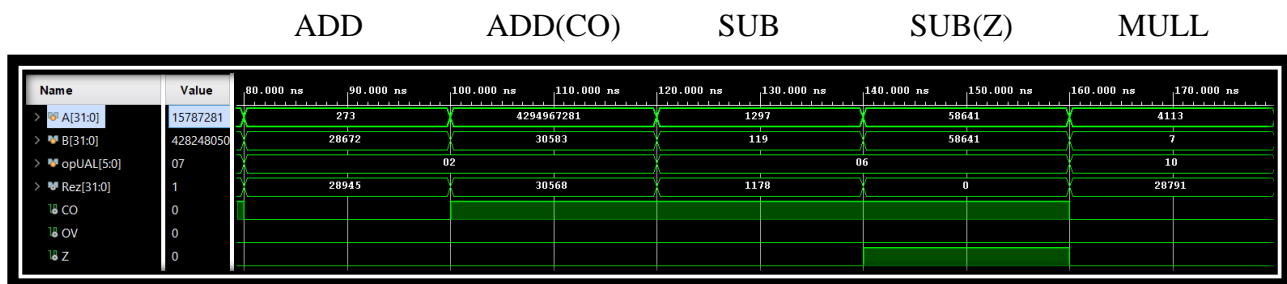 ADD ADD(CO) SUB SUB(Z) MULL
Name Value 80.000 ns 90.000 ns 100.000 ns 110.000 ns 120.000 ns 130.000 ns 140.000 ns 150.000 ns 160.000 ns 170.000 ns
> A[31:0] 15787281 273 4294967281 1297 58641 4113
> B[31:0] 428248050 28672 30583 119 58641 7
> opUAL[5:0] 07 02 06 10
> Rez[31:0] 1 28945 30568 1178 0 28791
CO 0
OV 0
Z 0